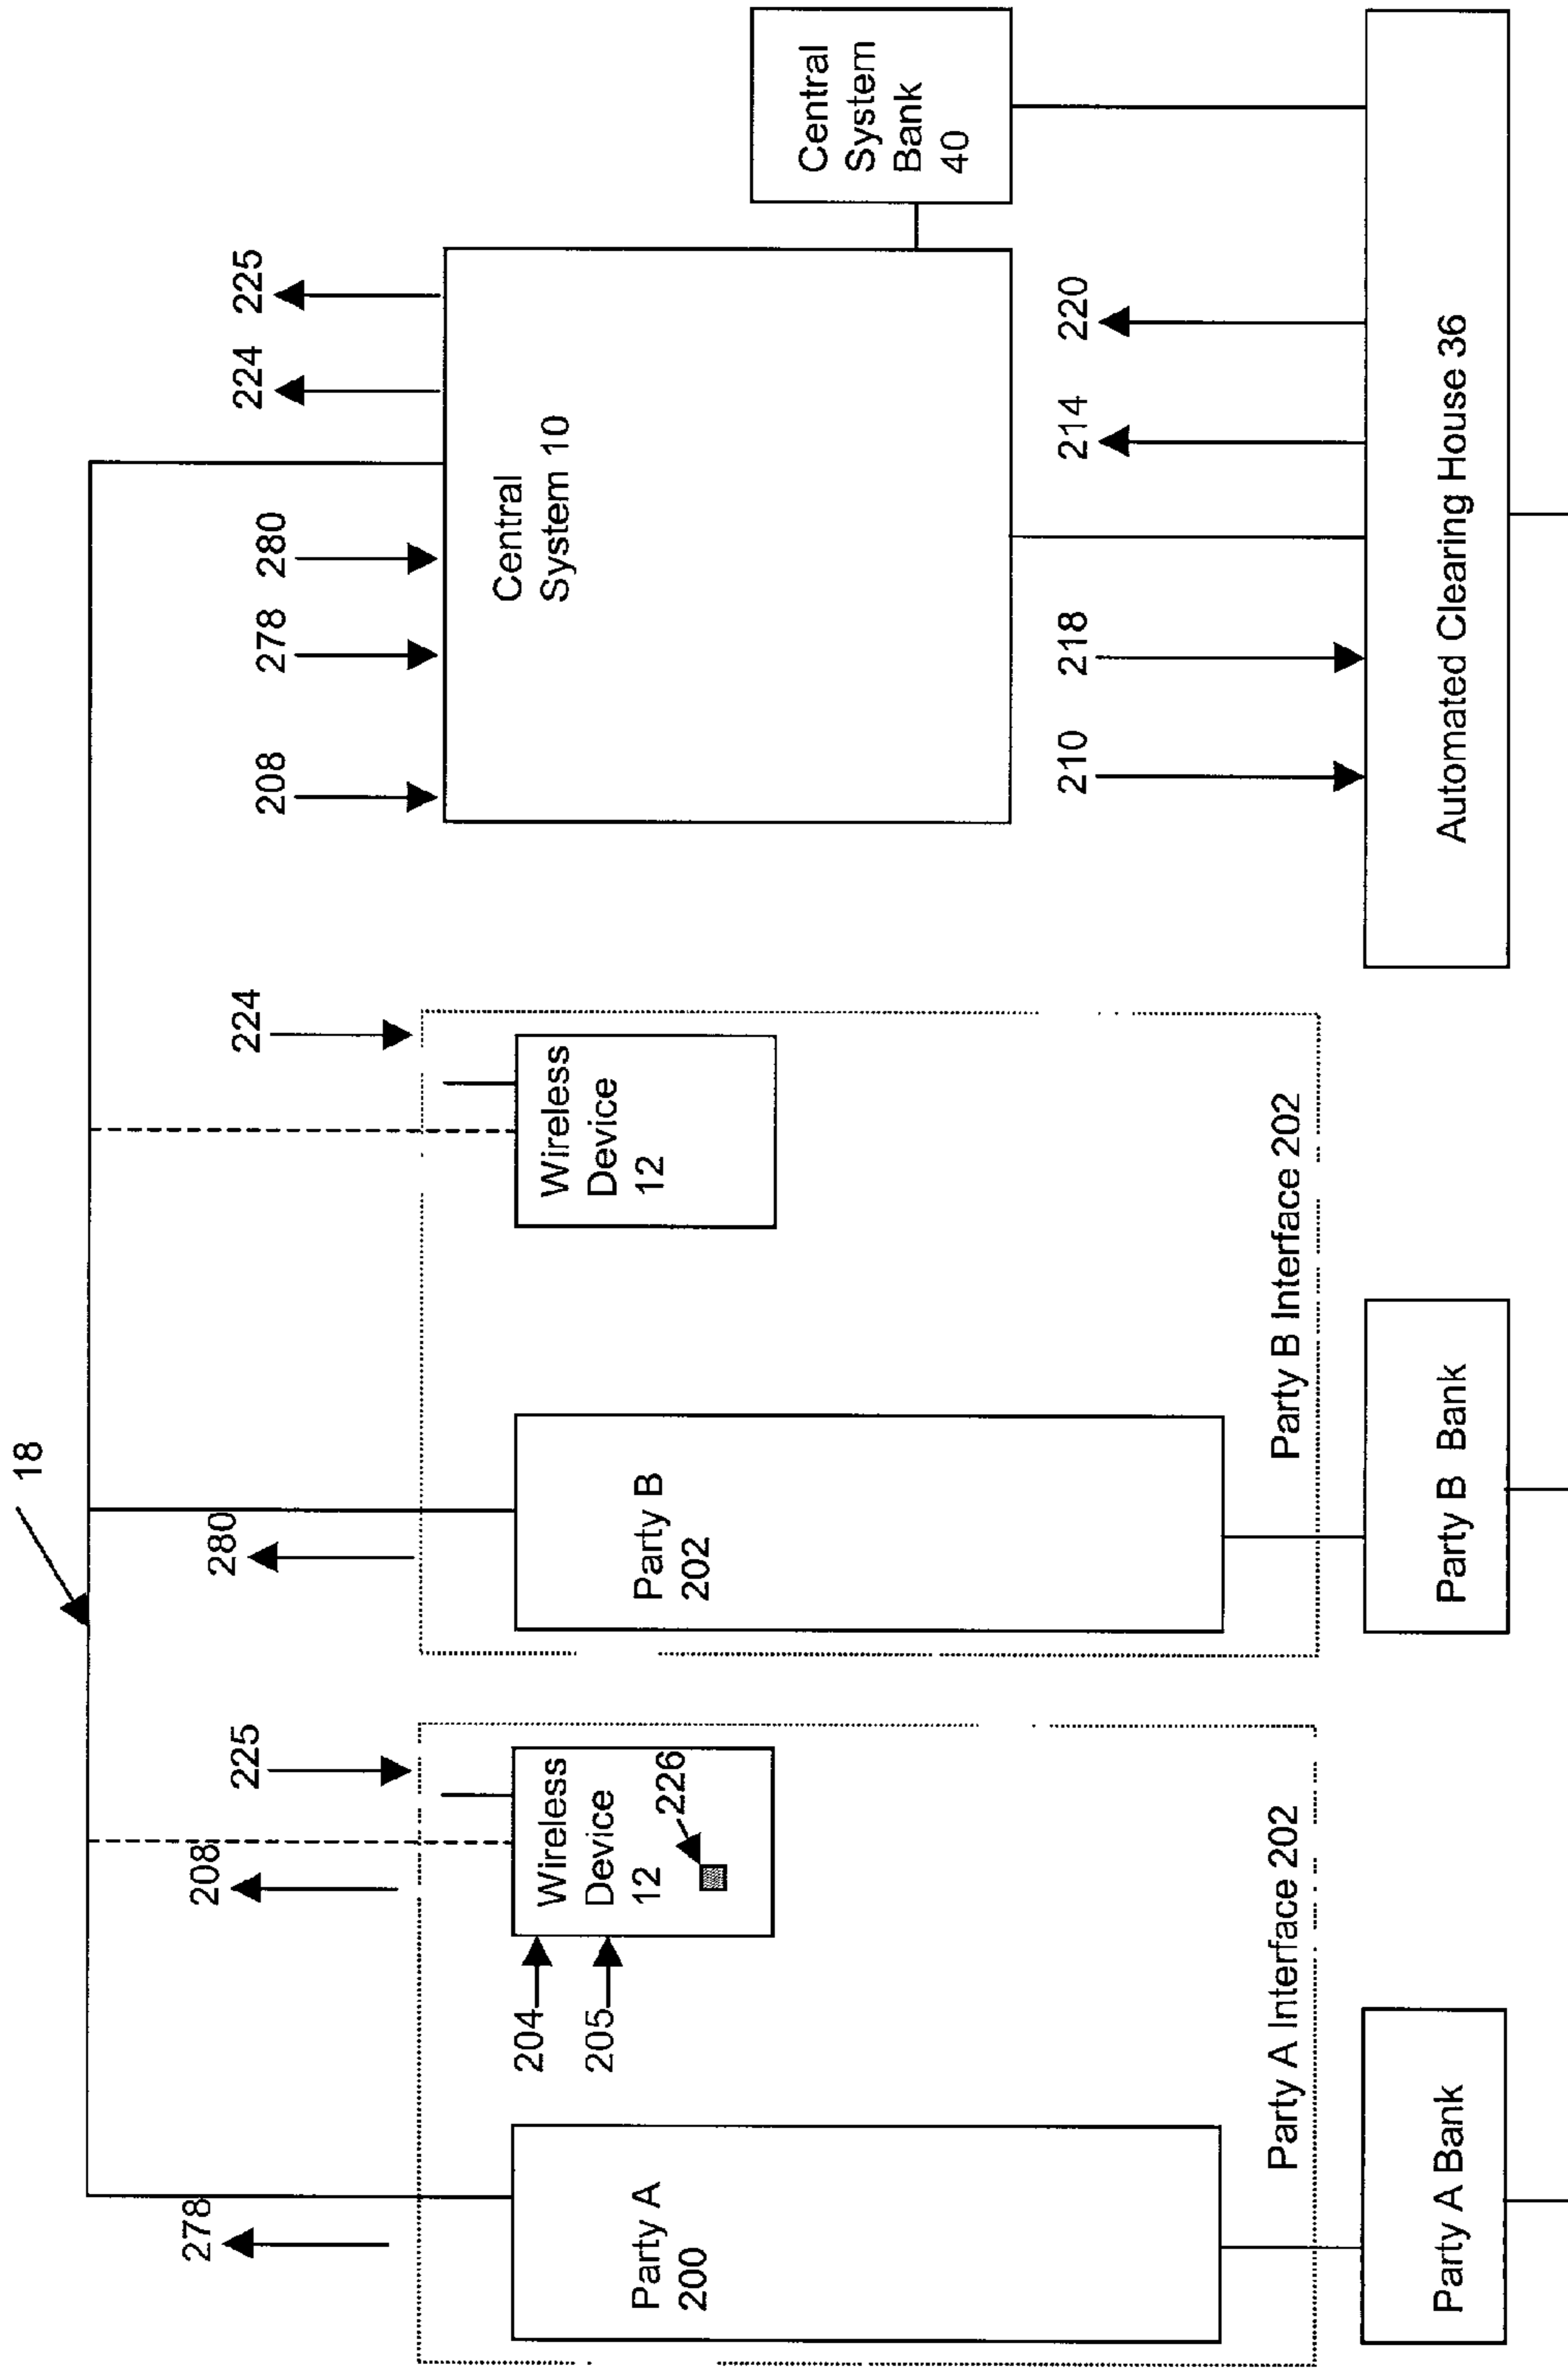 18
278
208
225
280
224
208
278
280
224
225
Party A
200
204
205
Wireless
Device
12
226
Party A Interface 202
Party A Bank
Party B
202
Wireless
Device
12
Party B Interface 202
Party B Bank
Central
System 10
Central
System
Bank
40
210
218
214
220
Automated Clearing House 36